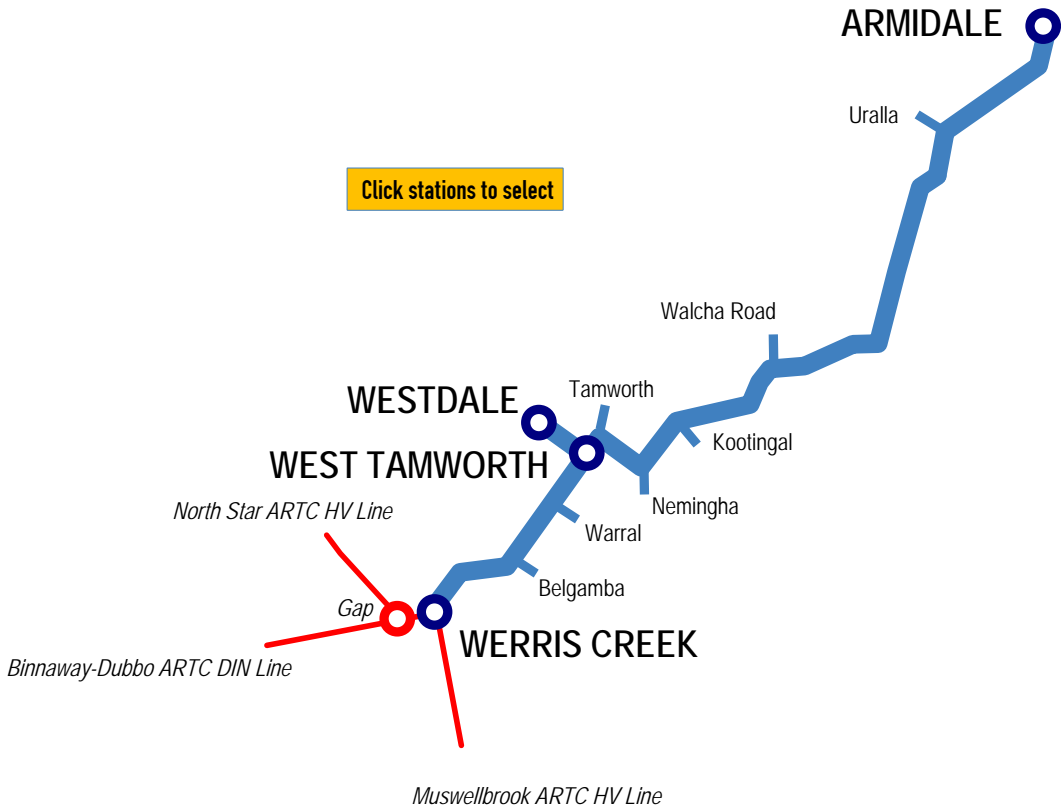 ARMIDALE
Uralla
Click stations to select
Walcha Road
Tamworth
WESTDALE
Kootingal
WEST TAMWORTH
Nemingha
North Star ARTC HV Line
Warral
Belgamba
Gap
WERRIS CREEK
Binnaway-Dubbo ARTC DIN Line
Muswellbrook ARTC HV Line